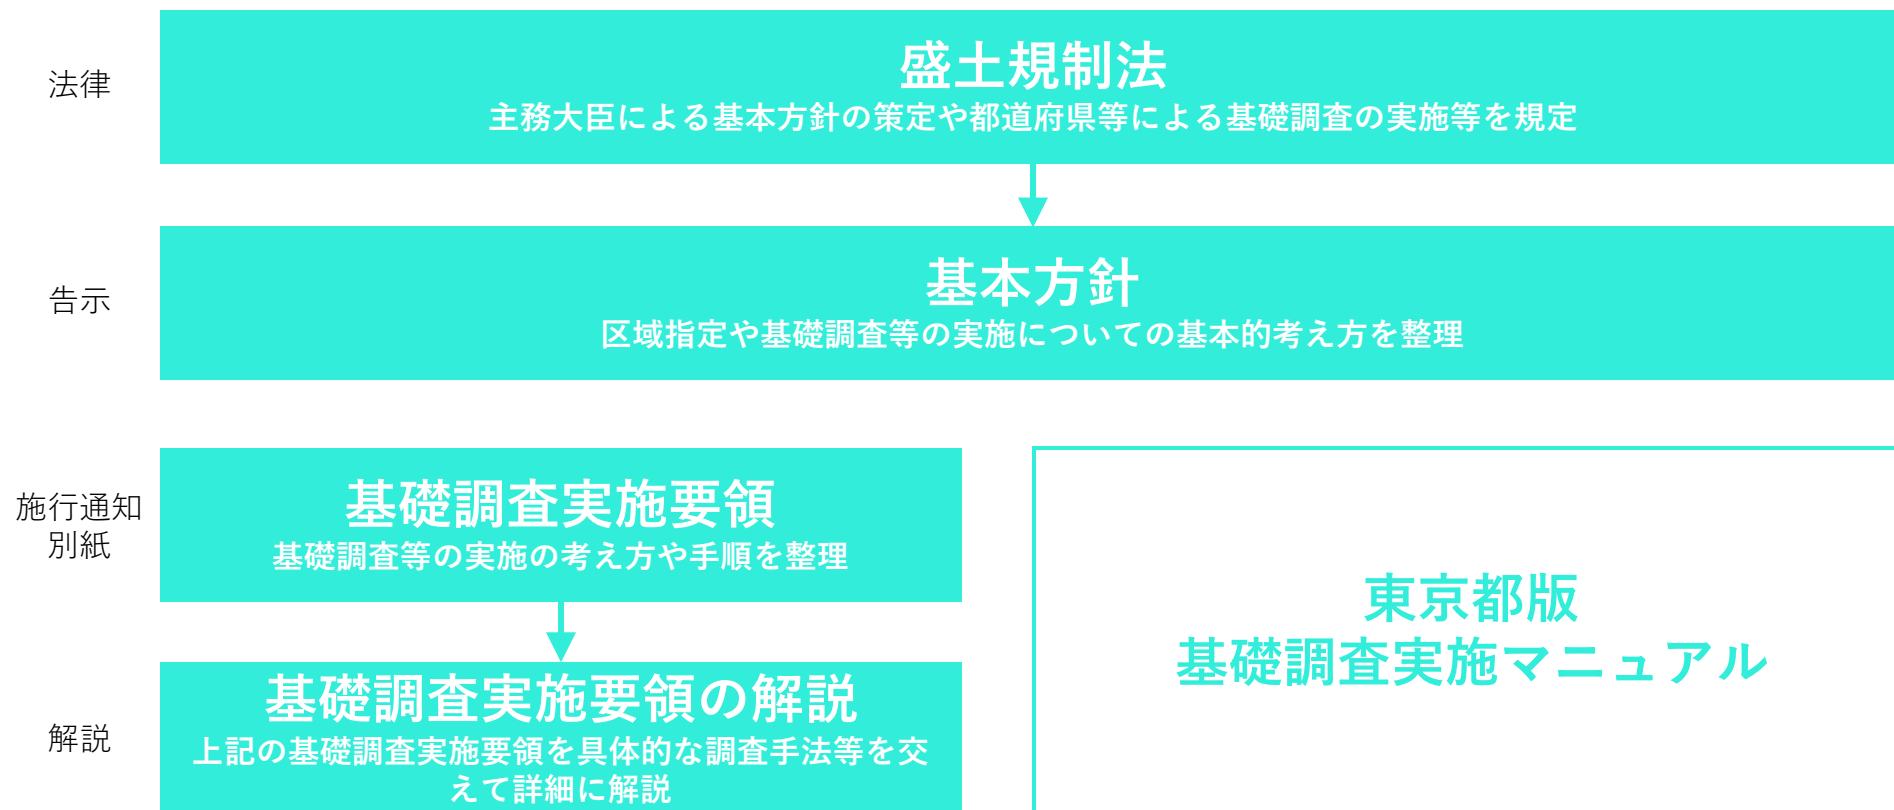 法律
盛土規制法
主務大臣による基本方針の策定や都道府県等による基礎調査の実施等を規定
告示
基本方針
区域指定や基礎調査等の実施についての基本的考え方を整理
施行通知
別紙
基礎調査実施要領
基礎調査等の実施の考え方や手順を整理
解説
基礎調査実施要領の解説
上記の基礎調査実施要領を具体的な調査手法等を交
えて詳細に解説
東京都版
基礎調査実施マニュアル